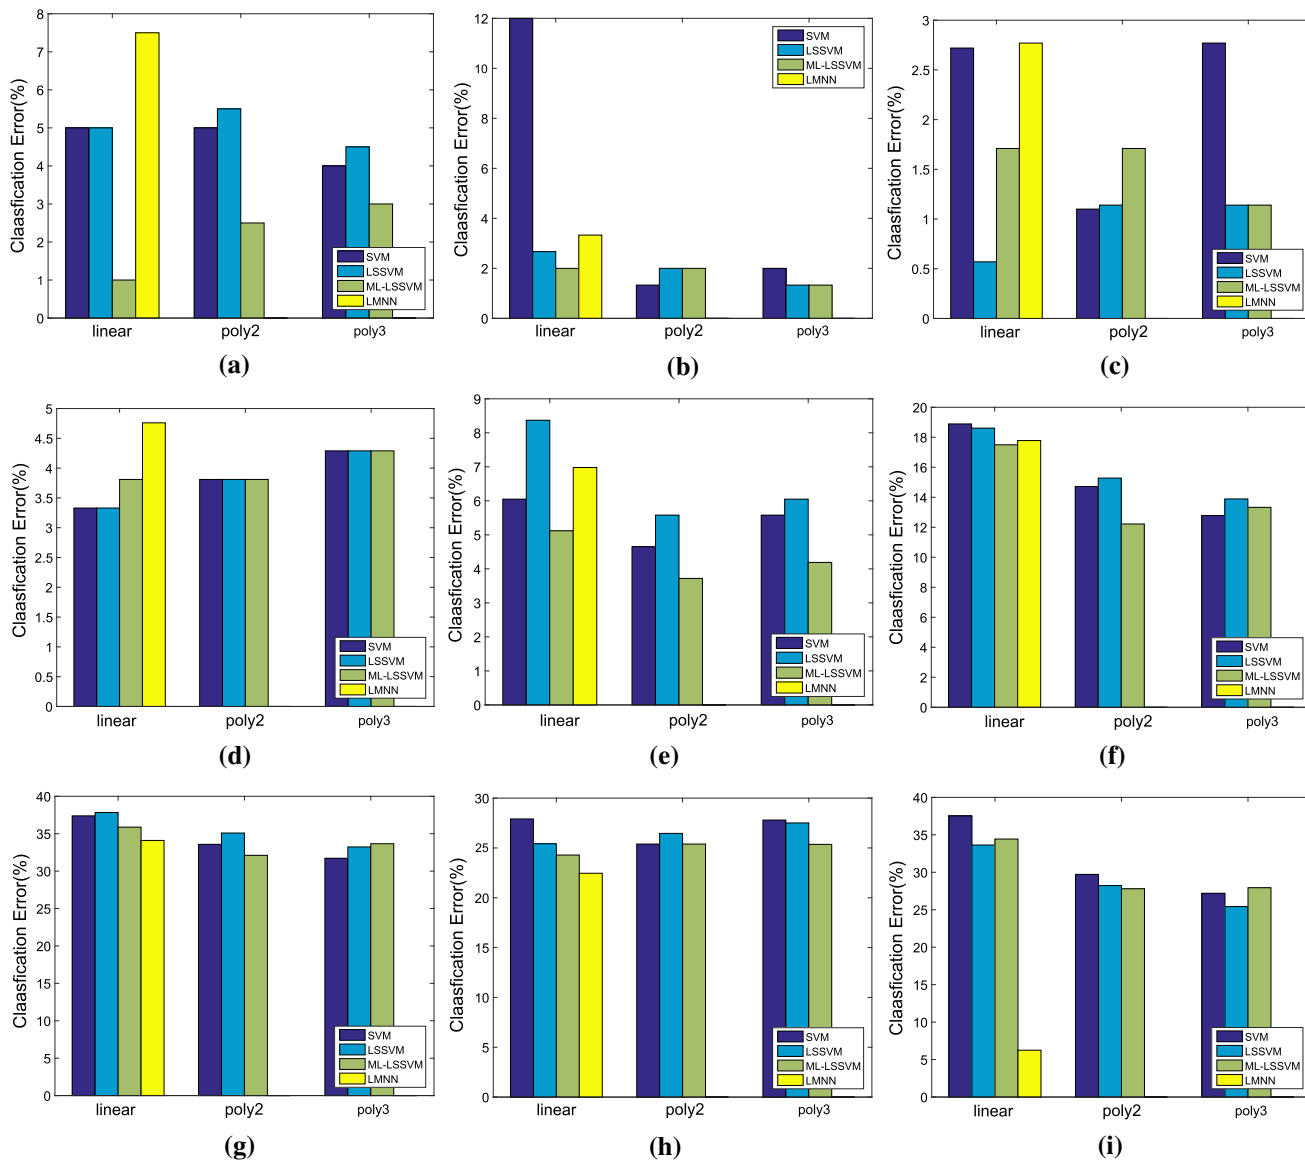 8
7
6
5
4
3
2
1
0
Claasfication Error(%)
linear
poly2
poly3
SVM
LSSVM
ML-LSSVM
LMNN
(a)
12
10
8
6
4
2
0
Claasfication Error(%)
linear
poly2
poly3
SVM
LSSVM
ML-LSSVM
LMNN
(b)
3
2.5
2
1.5
1
0.5
0
Claasfication Error(%)
linear
poly2
poly3
SVM
LSSVM
ML-LSSVM
LMNN
(c)
5
4.5
4
3.5
3
2.5
2
1.5
1
0.5
0
Claasfication Error(%)
linear
poly2
poly3
SVM
LSSVM
ML-LSSVM
LMNN
(d)
9
8
7
6
5
4
3
2
1
0
Claasfication Error(%)
linear
poly2
poly3
SVM
LSSVM
ML-LSSVM
LMNN
(e)
20
18
16
14
12
10
8
6
4
2
0
Claasfication Error(%)
linear
poly2
poly3
SVM
LSSVM
ML-LSSVM
LMNN
(f)
40
35
30
25
20
15
10
5
0
Claasfication Error(%)
linear
poly2
poly3
SVM
LSSVM
ML-LSSVM
LMNN
(g)
30
25
20
15
10
5
0
Claasfication Error(%)
linear
poly2
poly3
SVM
LSSVM
ML-LSSVM
LMNN
(h)
40
35
30
25
20
15
10
5
0
Claasfication Error(%)
linear
poly2
poly3
SVM
LSSVM
ML-LSSVM
LMNN
(i)